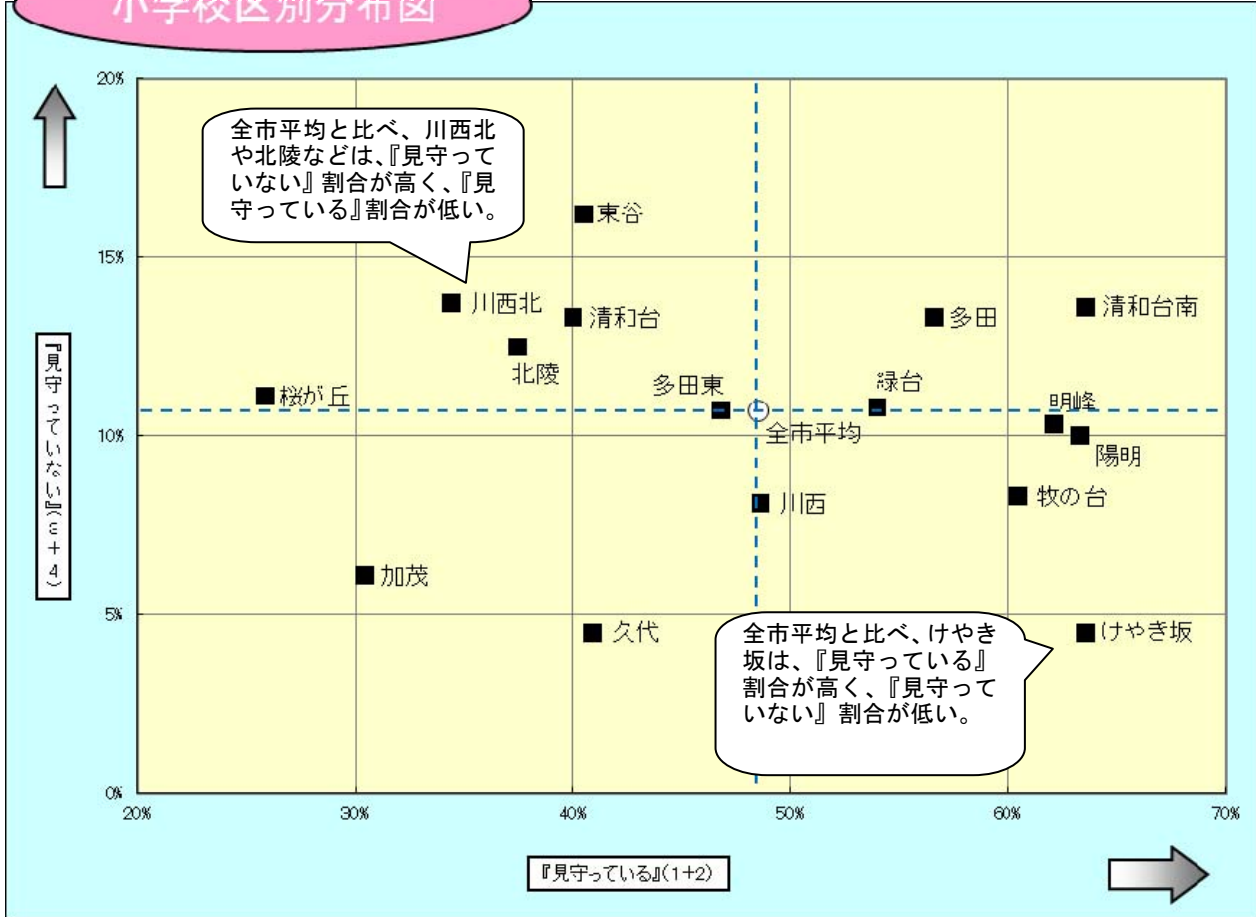 小学校区別分布図
20%
全市平均と比べ、川西北
や北陵などは、『見守って
いない』割合が高く、『見
守っている』割合が低い。
東谷
15%
川西北
清和台
多田
清和台南
北陵
多田東
緑台
桜が丘
明峰
全市平均
10%
陽明
牧の台
川西
加茂
5%
久代
全市平均と比べ、けやき
坂は、『見守っている』
割合が高く、『見守って
いない』割合が低い。
けやき坂
『見守っていない』(3+4)
0%
20%
30%
40%
50%
60%
70%
『見守っている』(1+2)